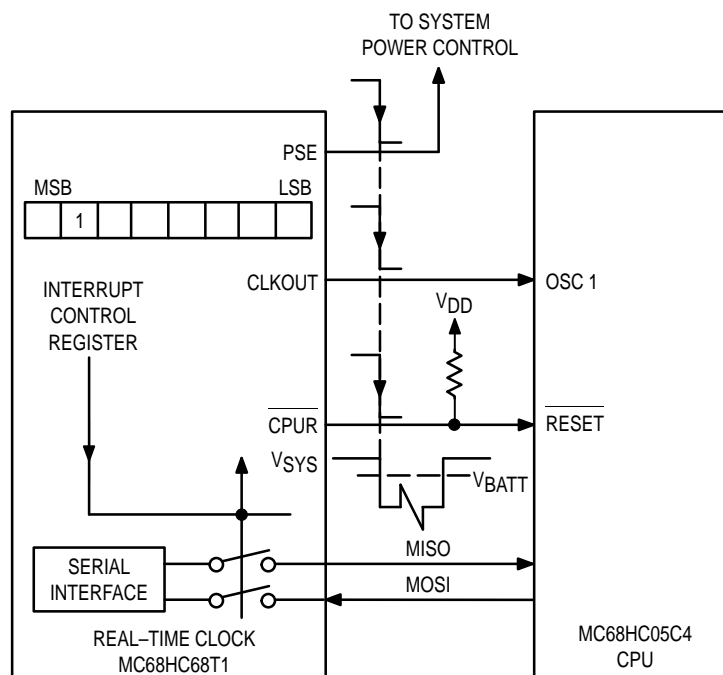 TO SYSTEM
POWER CONTROL
PSE
MSB LSB
1
CLKOUT
OSC 1
INTERRUPT
CONTROL
REGISTER
VDD
CPUR
RESET
VSYS
VBATT
MISO
SERIAL
INTERFACE
MOSI
REAL–TIME CLOCK
MC68HC68T1
MC68HC05C4
CPU